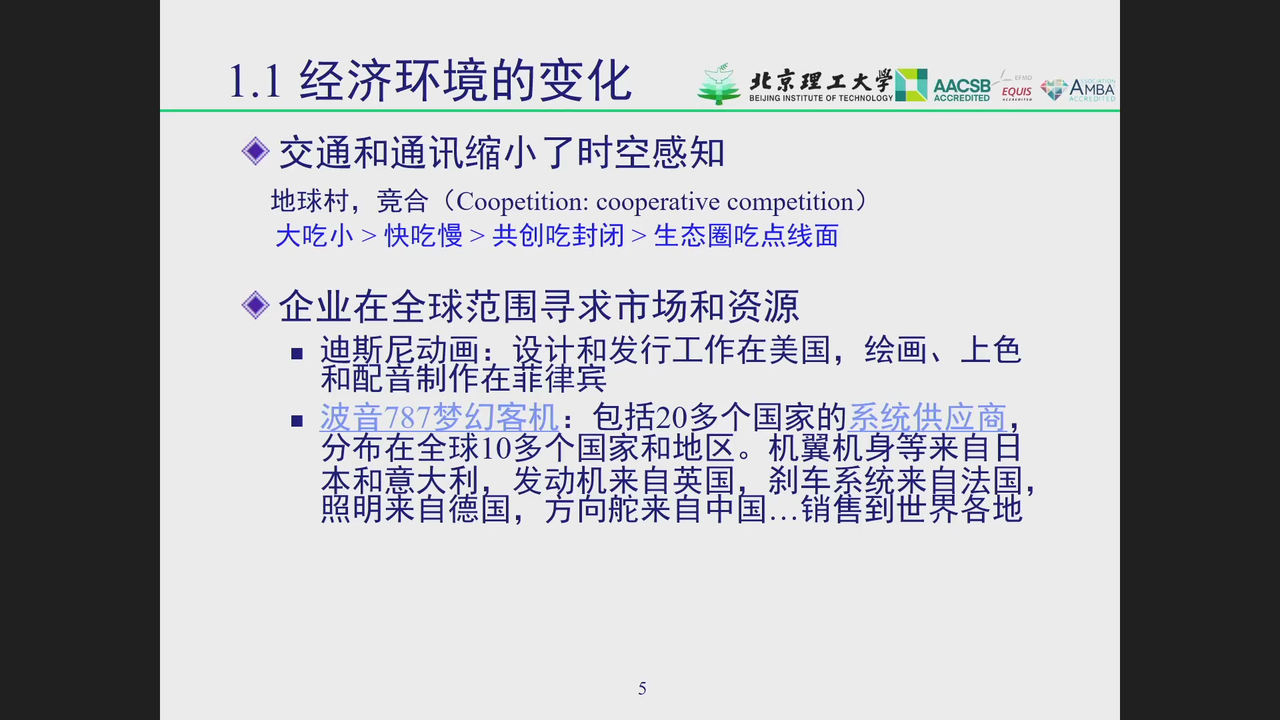 1.1 经济环境的变化
北京理工大学
BEIJING INSTITUTE OF TECHNOLOGY
AACSB
ACCREDITED
EFMD
EQUIS
ACCREDITED
ASSOCIATION
AMBA
ACCREDITED
交通和通讯缩小了时空感知
地球村，竞合（Coopetition: cooperative competition）
大吃小 > 快吃慢 > 共创吃封闭 > 生态圈吃点线面
企业在全球范围寻求市场和资源
迪斯尼动画：设计和发行工作在美国，绘画、上色
和配音制作在菲律宾
波音787梦幻客机：包括20多个国家的系统供应商，
分布在全球10多个国家和地区。机翼机身等来自日
本和意大利，发动机来自英国，刹车系统来自法国，
照明来自德国，方向舵来自中国…销售到世界各地
5